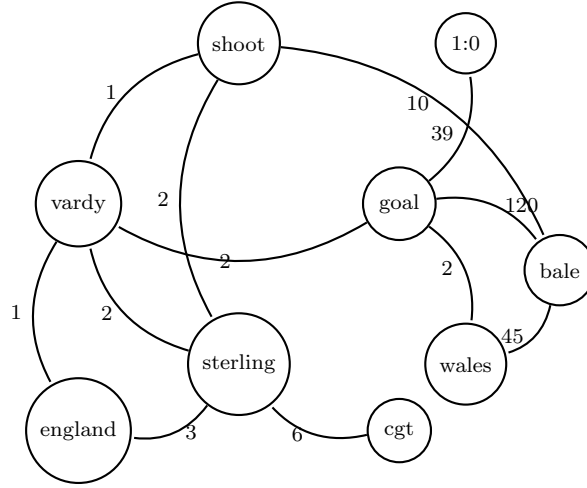 shoot
1:0
1
10
39
vardy
2
goal
120
2
bale
2
1
2
45
sterling
wales
england
3
6
cgt